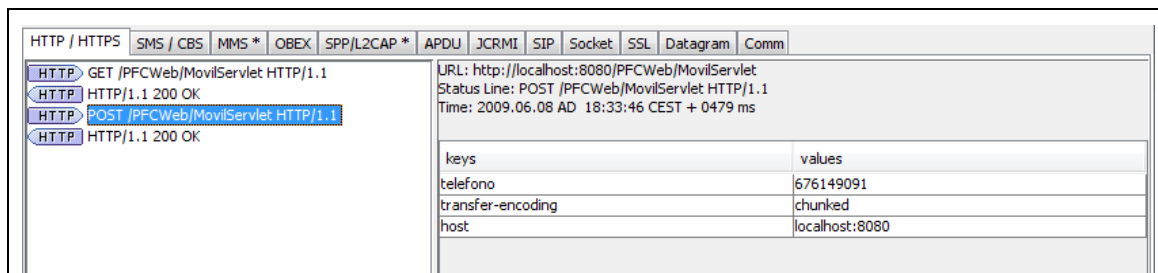 HTTP / HTTPS SMS / CBS MMS * OBEX SPP/L2CAP * APDU JCRMI SIP Socket SSL Datagram Comm
HTTP GET /PFCWeb/MovilServlet HTTP/1.1
HTTP HTTP/1.1 200 OK
HTTP POST /PFCWeb/MovilServlet HTTP/1.1
HTTP HTTP/1.1 200 OK
URL: http://localhost:8080/PFCWeb/MovilServlet
Status Line: POST /PFCWeb/MovilServlet HTTP/1.1
Time: 2009.06.08 AD 18:33:46 CEST + 0479 ms
keys values
telefono 676149091
transfer-encoding chunked
host localhost:8080